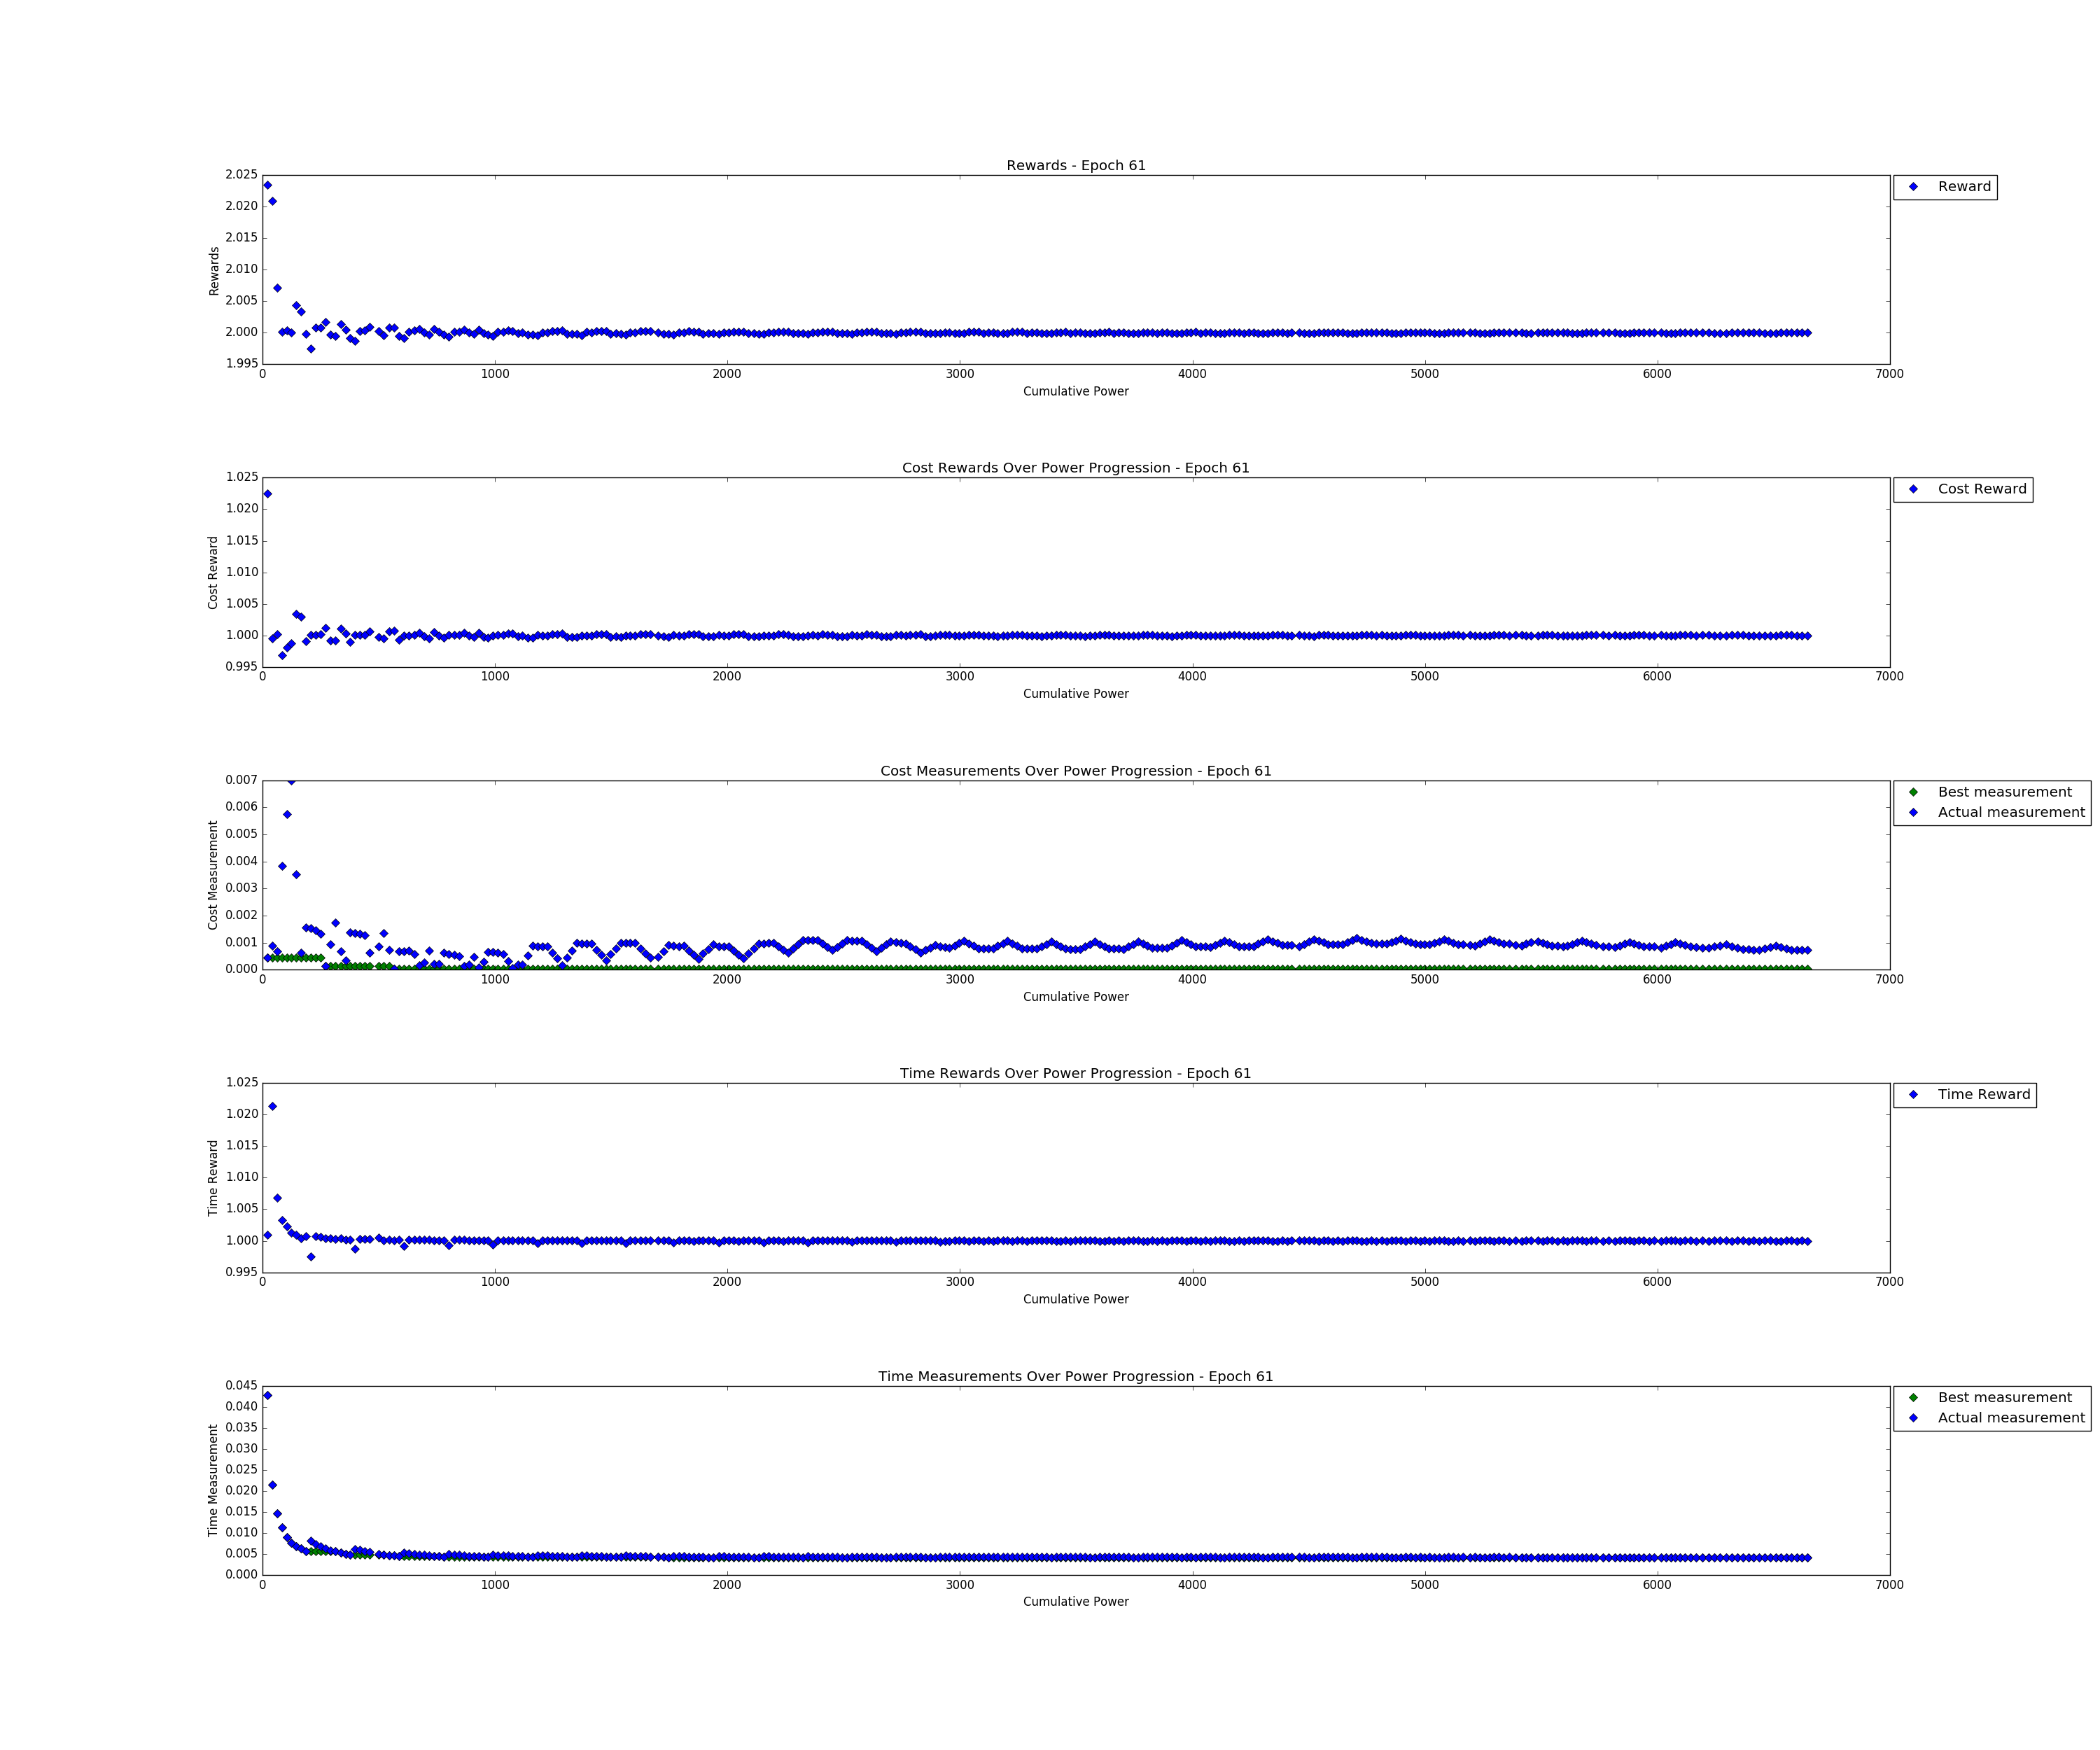 Rewards - Epoch 61
2.025
2.020
2.015
2.010
2.005
2.000
1.995
Rewards
0 1000 2000 3000 4000 5000 6000 7000
Cumulative Power
Reward
Cost Rewards Over Power Progression - Epoch 61
1.025
1.020
1.015
1.010
1.005
1.000
0.995
Cost Reward
0 1000 2000 3000 4000 5000 6000 7000
Cumulative Power
Cost Reward
Cost Measurements Over Power Progression - Epoch 61
0.007
0.006
0.005
0.004
0.003
0.002
0.001
0.000
Cost Measurement
0 1000 2000 3000 4000 5000 6000 7000
Cumulative Power
Best measurement
Actual measurement
Time Rewards Over Power Progression - Epoch 61
1.025
1.020
1.015
1.010
1.005
1.000
0.995
Time Reward
0 1000 2000 3000 4000 5000 6000 7000
Cumulative Power
Time Reward
Time Measurements Over Power Progression - Epoch 61
0.045
0.040
0.035
0.030
0.025
0.020
0.015
0.010
0.005
0.000
Time Measurement
0 1000 2000 3000 4000 5000 6000 7000
Cumulative Power
Best measurement
Actual measurement